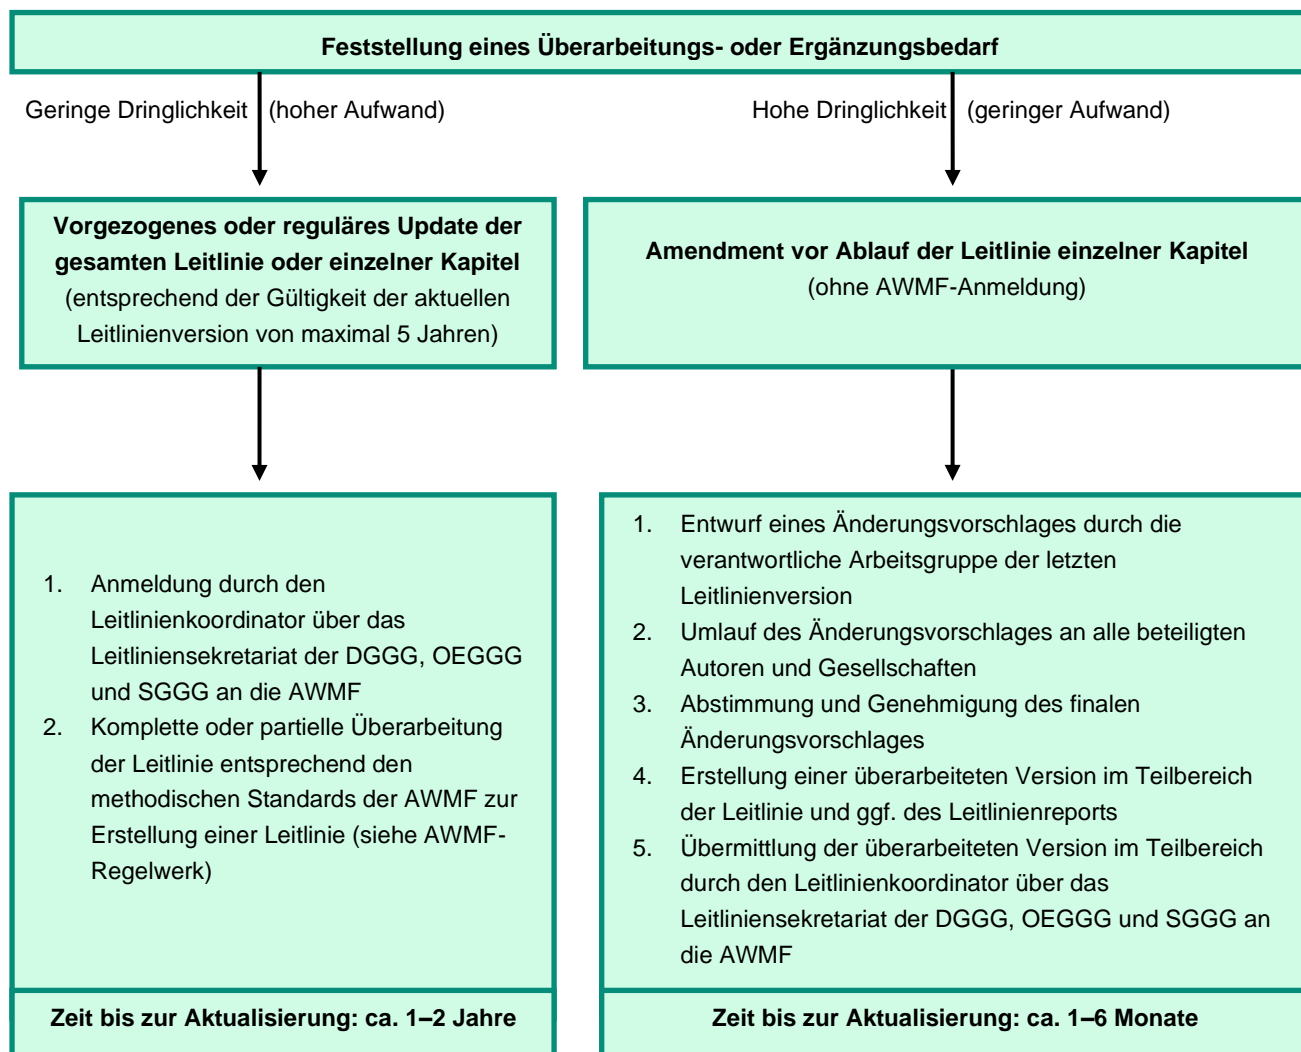 Feststellung eines Überarbeitungs- oder Ergänzungsbedarf
Geringe Dringlichkeit (hoher Aufwand)
Hohe Dringlichkeit (geringer Aufwand)
Vorgezogenes oder reguläres Update der
gesamten Leitlinie oder einzelner Kapitel
(entsprechend der Gültigkeit der aktuellen
Leitlinienversion von maximal 5 Jahren)
Amendment vor Ablauf der Leitlinie einzelner Kapitel
(ohne AWMF-Anmeldung)
1. Anmeldung durch den
Leitlinienkoordinator über das
Leitliniensekretariat der DGGG, OEGGG
und SGGG an die AWMF
2. Komplette oder partielle Überarbeitung
der Leitlinie entsprechend den
methodischen Standards der AWMF zur
Erstellung einer Leitlinie (siehe AWMF-
Regelwerk)
Zeit bis zur Aktualisierung: ca. 1–2 Jahre
1. Entwurf eines Änderungsvorschlages durch die
verantwortliche Arbeitsgruppe der letzten
Leitlinienversion
2. Umlauf des Änderungsvorschlages an alle beteiligten
Autoren und Gesellschaften
3. Abstimmung und Genehmigung des finalen
Änderungsvorschlages
4. Erstellung einer überarbeiteten Version im Teilbereich
der Leitlinie und ggf. des Leitlinienreports
5. Übermittlung der überarbeiteten Version im Teilbereich
durch den Leitlinienkoordinator über das
Leitliniensekretariat der DGGG, OEGGG und SGGG an
die AWMF
Zeit bis zur Aktualisierung: ca. 1–6 Monate